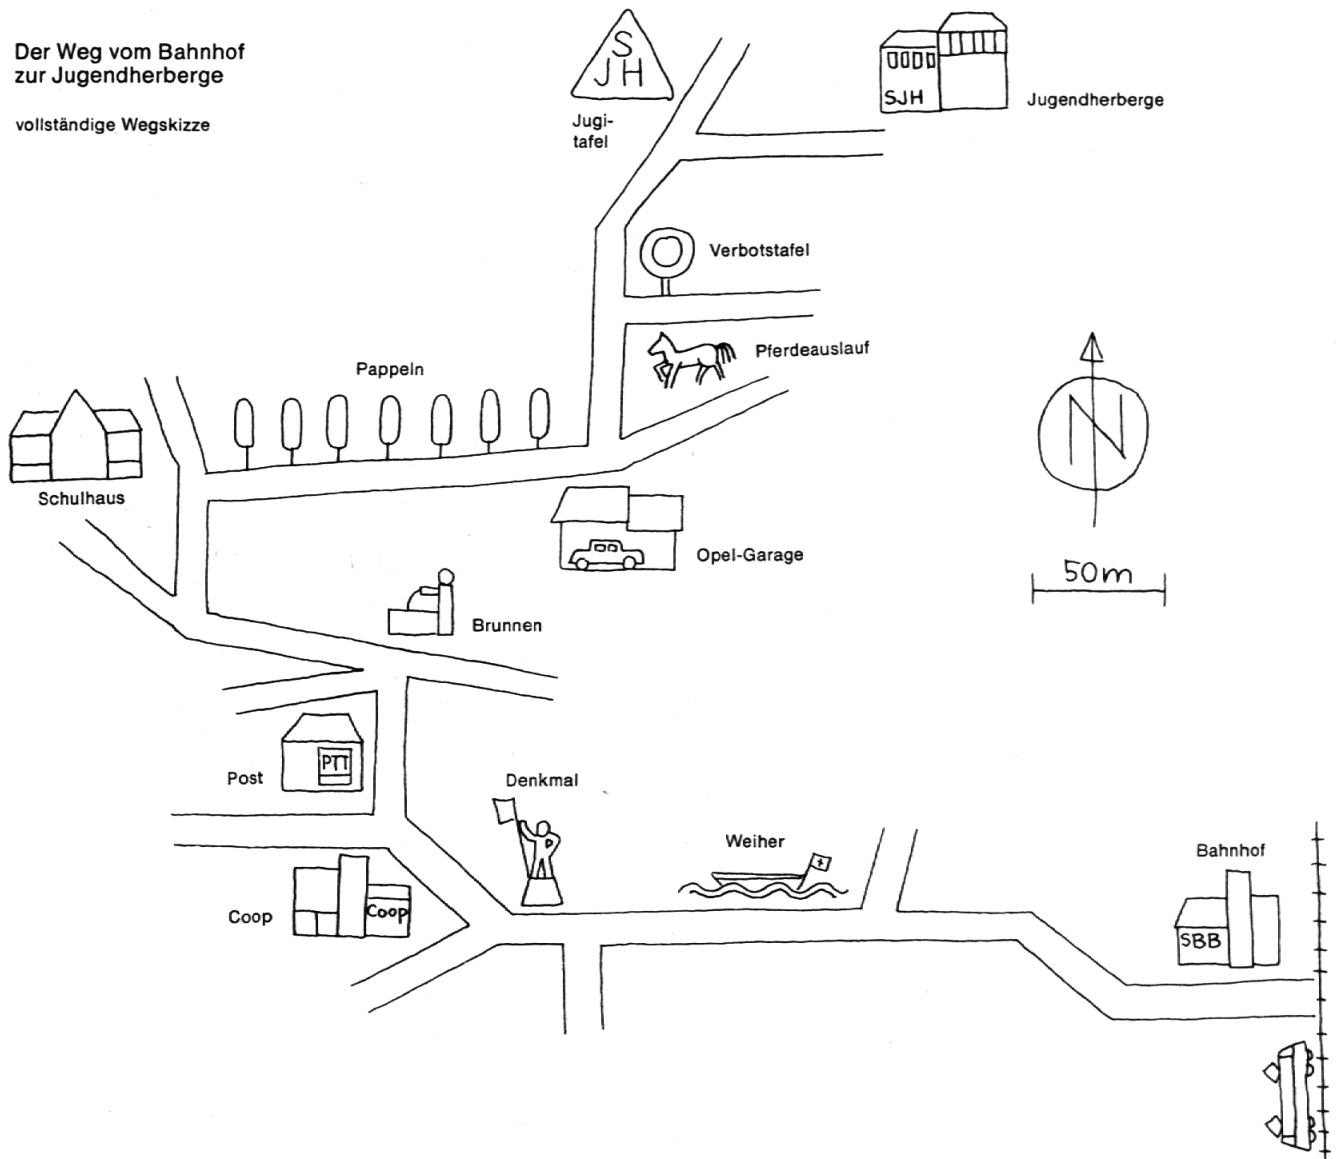 Der Weg vom Bahnhof
zur Jugendherberge
vollständige Wegskizze
S
JH
Jugi-
tafel
SJH
Jugendherberge
Verbotstafel
Pferdeauslauf
Pappeln
Schulhaus
N
Opel-Garage
50m
Brunnen
PTT
Post
Denkmal
Weiher
Bahnhof
Coop
Coop
SBB